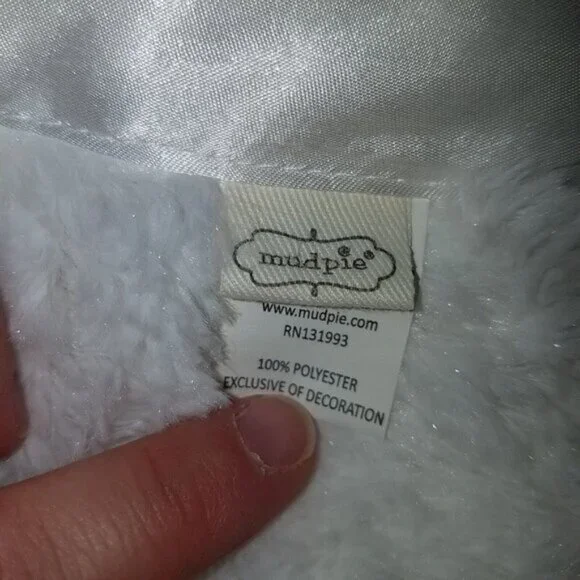 mudpie®
www.mudpie.com
RN131993
100% POLYESTER
EXCLUSIVE OF DECORATION